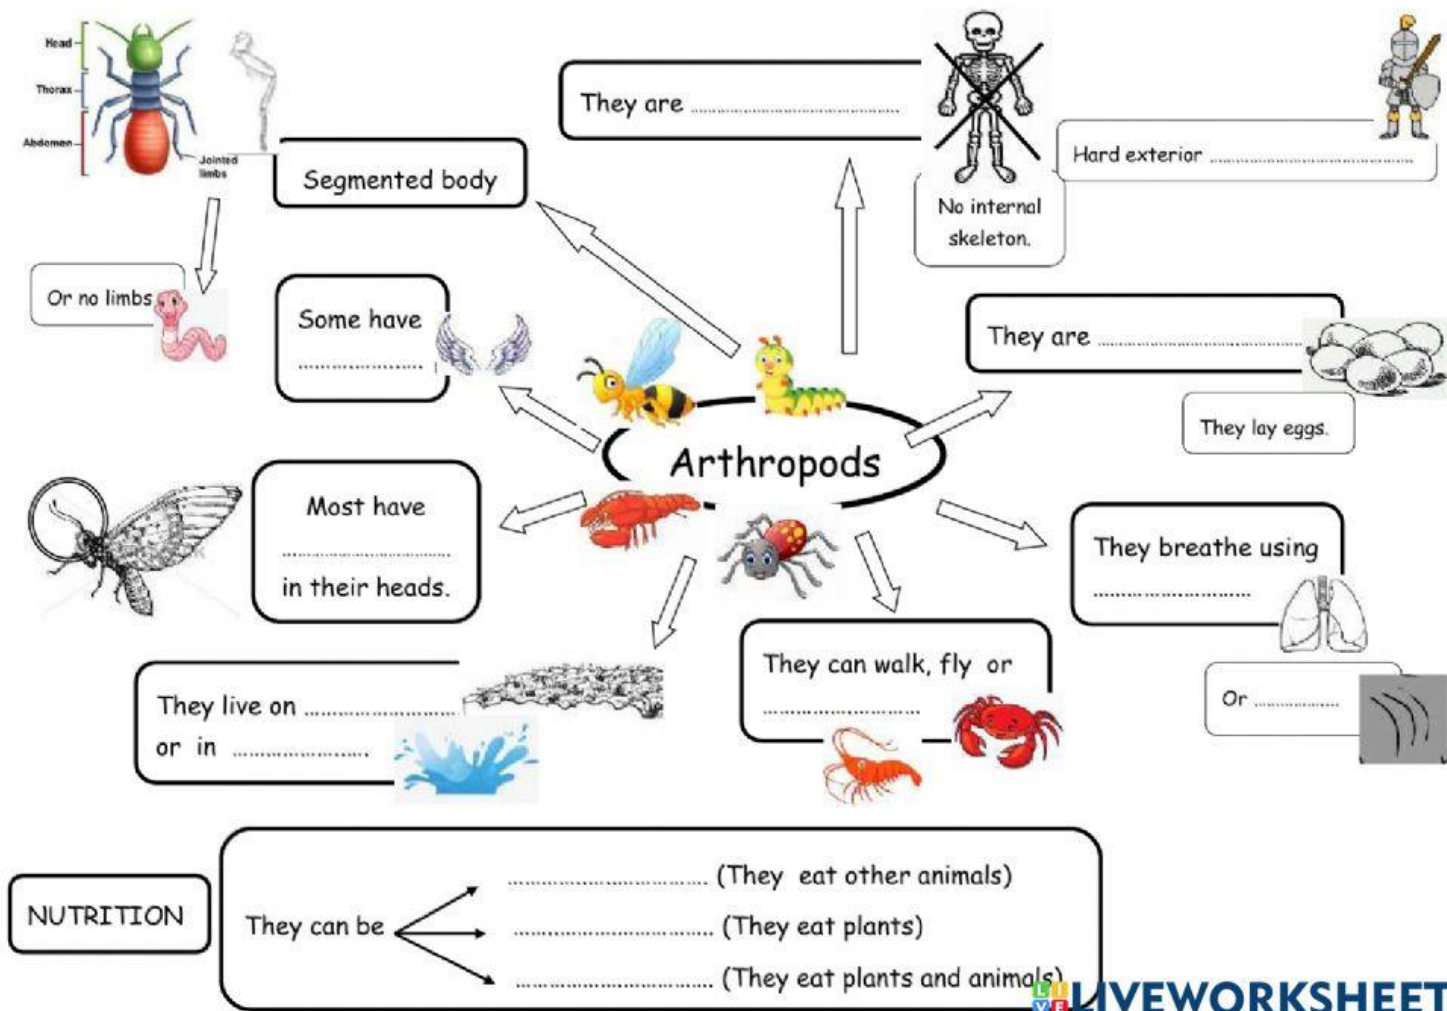 Head
Thorax
Abdomen
Jointed
limbs
Segmented body
Or no limbs
They are ........................................
No internal
skeleton.
Hard exterior ........................................
Some have
........................
They are ........................................
They lay eggs.
Arthropods
Most have
................................
in their heads.
They breathe using
..............................
Or ................
They live on ..............................
or in ..........................
They can walk, fly or
..............................
NUTRITION
They can be
...................................... (They eat other animals)
...................................... (They eat plants)
...................................... (They eat plants and animals)
LIVEWORKSHEET